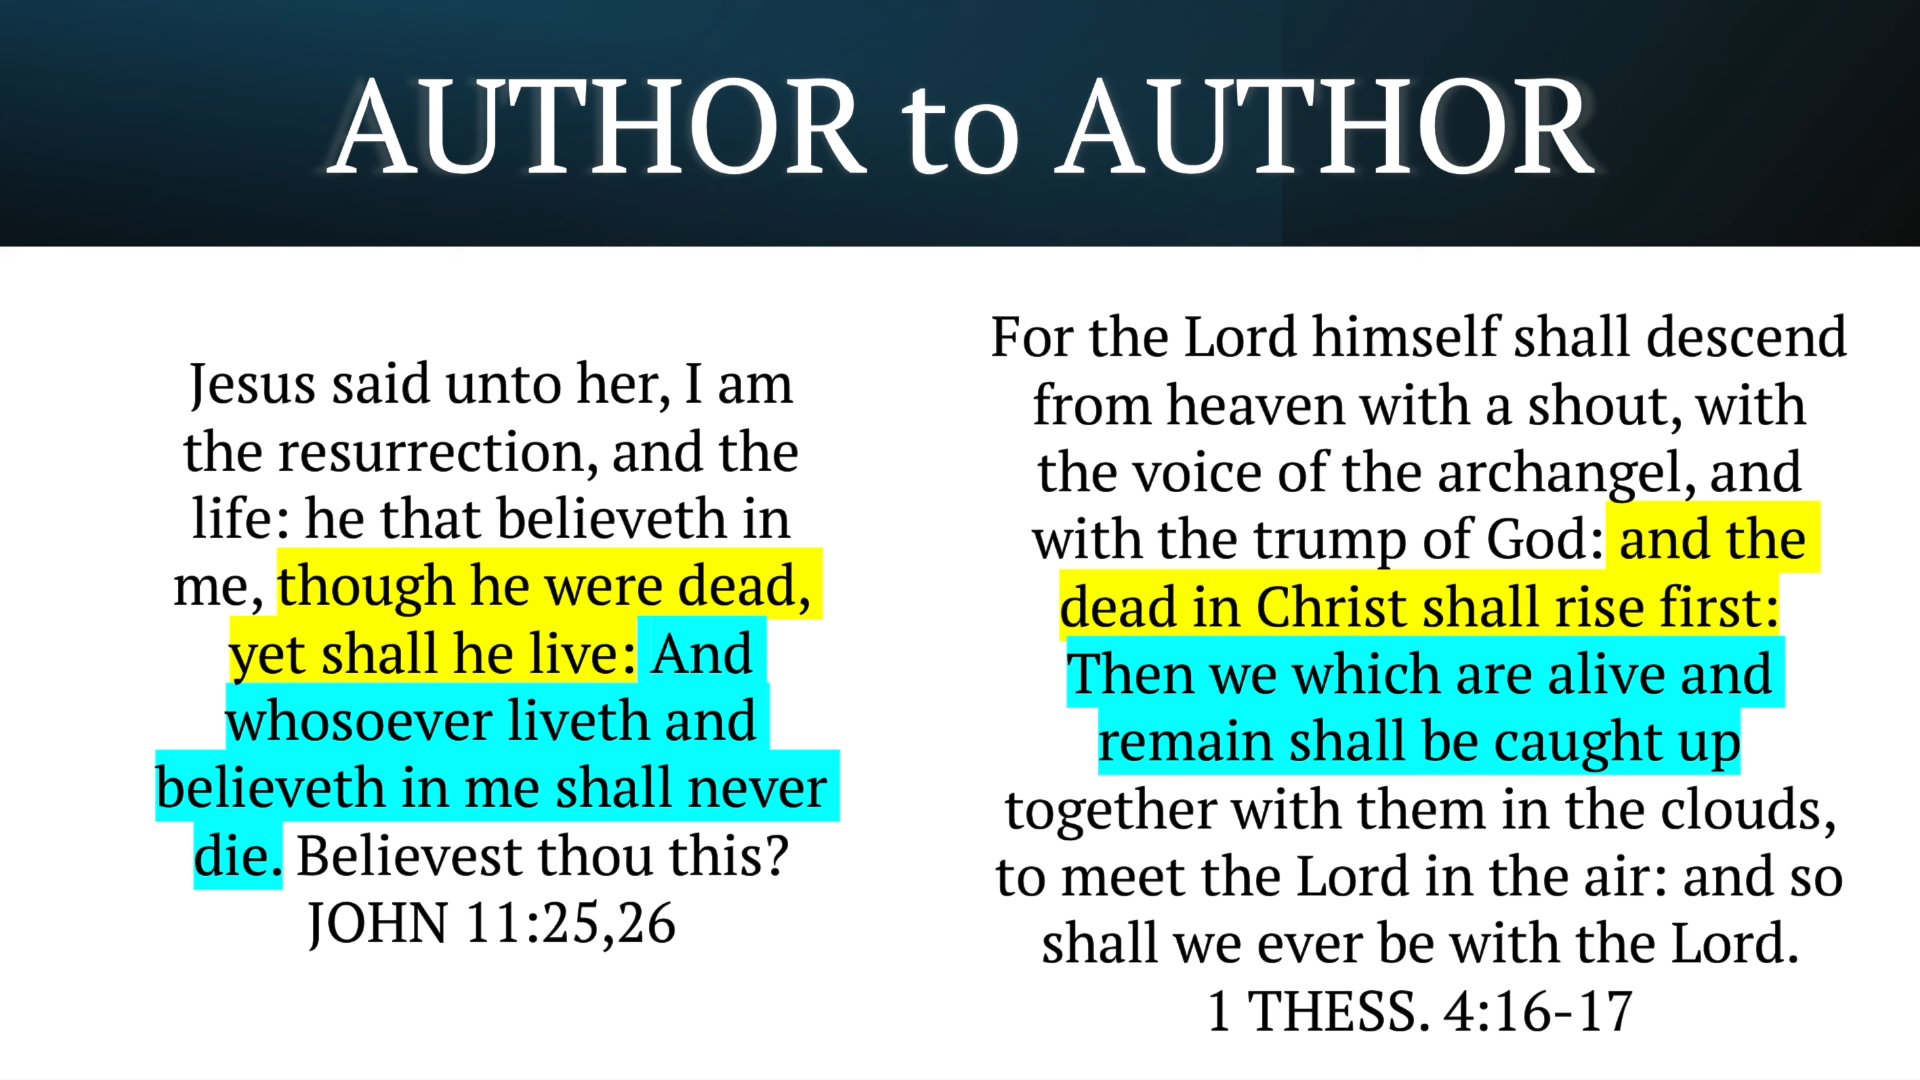 AUTHOR to AUTHOR
Jesus said unto her, I am
the resurrection, and the
life: he that believeth in
me, though he were dead,
yet shall he live: And
whosoever liveth and
believeth in me shall never
die. Believest thou this?
JOHN 11:25,26
For the Lord himself shall descend
from heaven with a shout, with
the voice of the archangel, and
with the trump of God: and the
dead in Christ shall rise first:
Then we which are alive and
remain shall be caught up
together with them in the clouds,
to meet the Lord in the air: and so
shall we ever be with the Lord.
1 THESS. 4:16-17